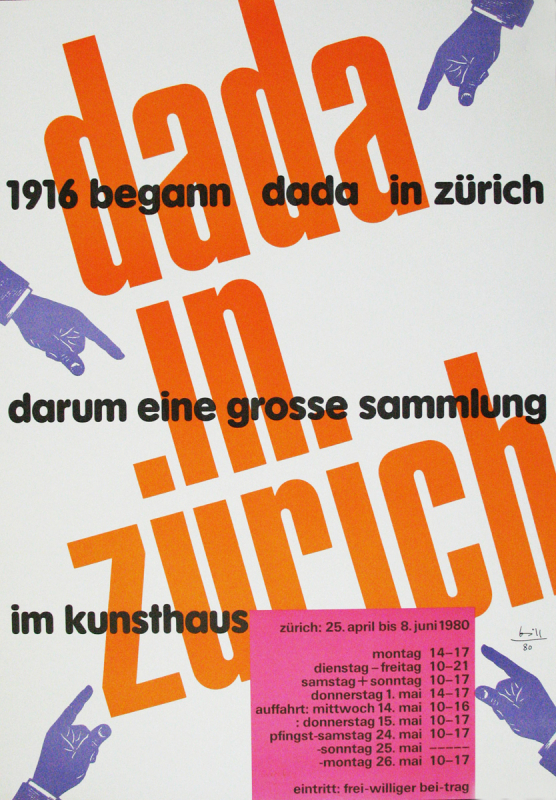 dada
1916 begann dada in zürich
in
darum eine grosse sammlung
zürich
im kunsthaus
zürich: 25. april bis 8. juni 1980
montag 14–17
dienstag–freitag 10–21
samstag+sonntag 10–17
donnerstag 1. mai 14–17
auffahrt: mittwoch 14. mai 10–16
: donnerstag 15. mai 10–17
pfingst-samstag 24. mai 10–17
-sonntag 25. mai –––––
-montag 26. mai 10–17
eintritt: frei-williger bei-trag
bill
80